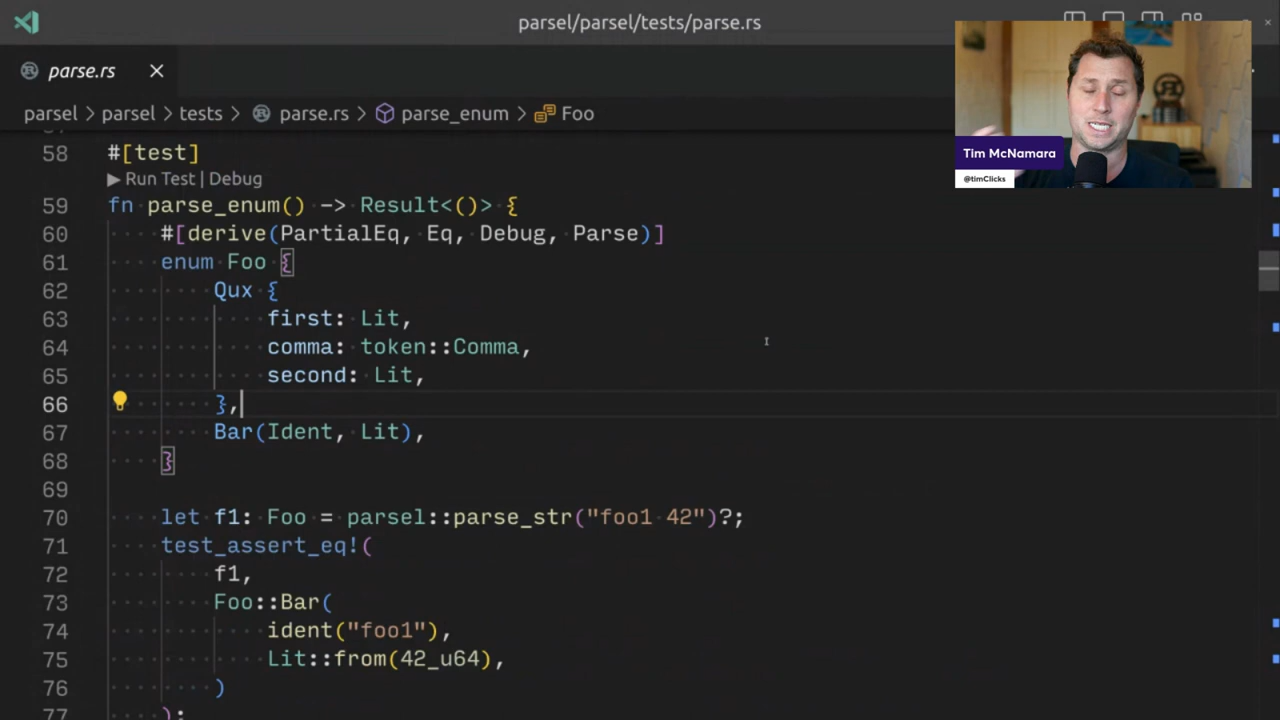 parsel/parsel/tests/parse.rs
parse.rs
parsel > parsel > tests > parse.rs > parse_enum > Foo
Tim McNamara
@timClicks
58 #[test]
▶ Run Test | Debug
59 fn parse_enum() -> Result<()> {
60     #[derive(PartialEq, Eq, Debug, Parse)]
61     enum Foo {
62         Qux {
63             first: Lit,
64             comma: token::Comma,
65             second: Lit,
66         },
67         Bar(Ident, Lit),
68     }
69
70     let f1: Foo = parsel::parse_str("foo1 42")?;
71     test_assert_eq!(
72         f1,
73         Foo::Bar(
74             ident("foo1"),
75             Lit::from(42_u64),
76         )
77     );